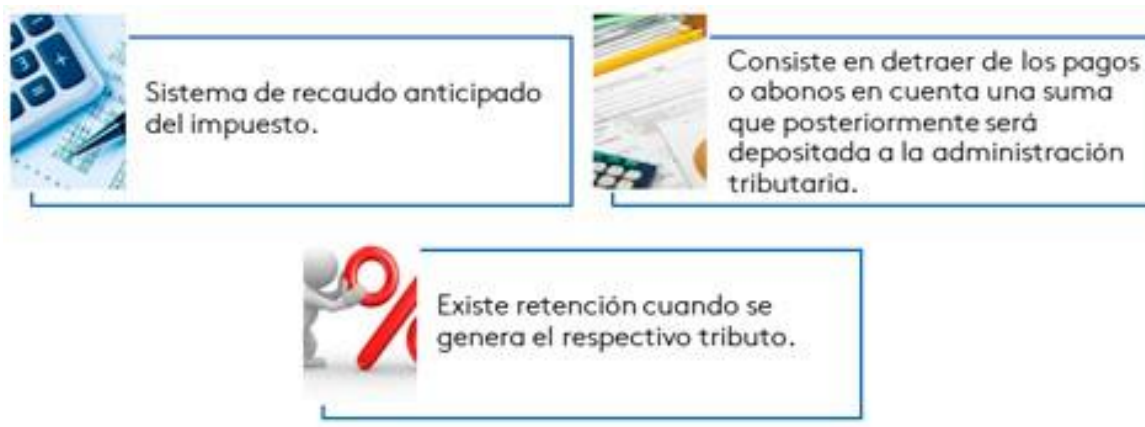 Sistema de recaudo anticipado
del impuesto.
Consiste en detraer de los pagos
o abonos en cuenta una suma
que posteriormente será
depositada a la administración
tributaria.
Existe retención cuando se
genera el respectivo tributo.